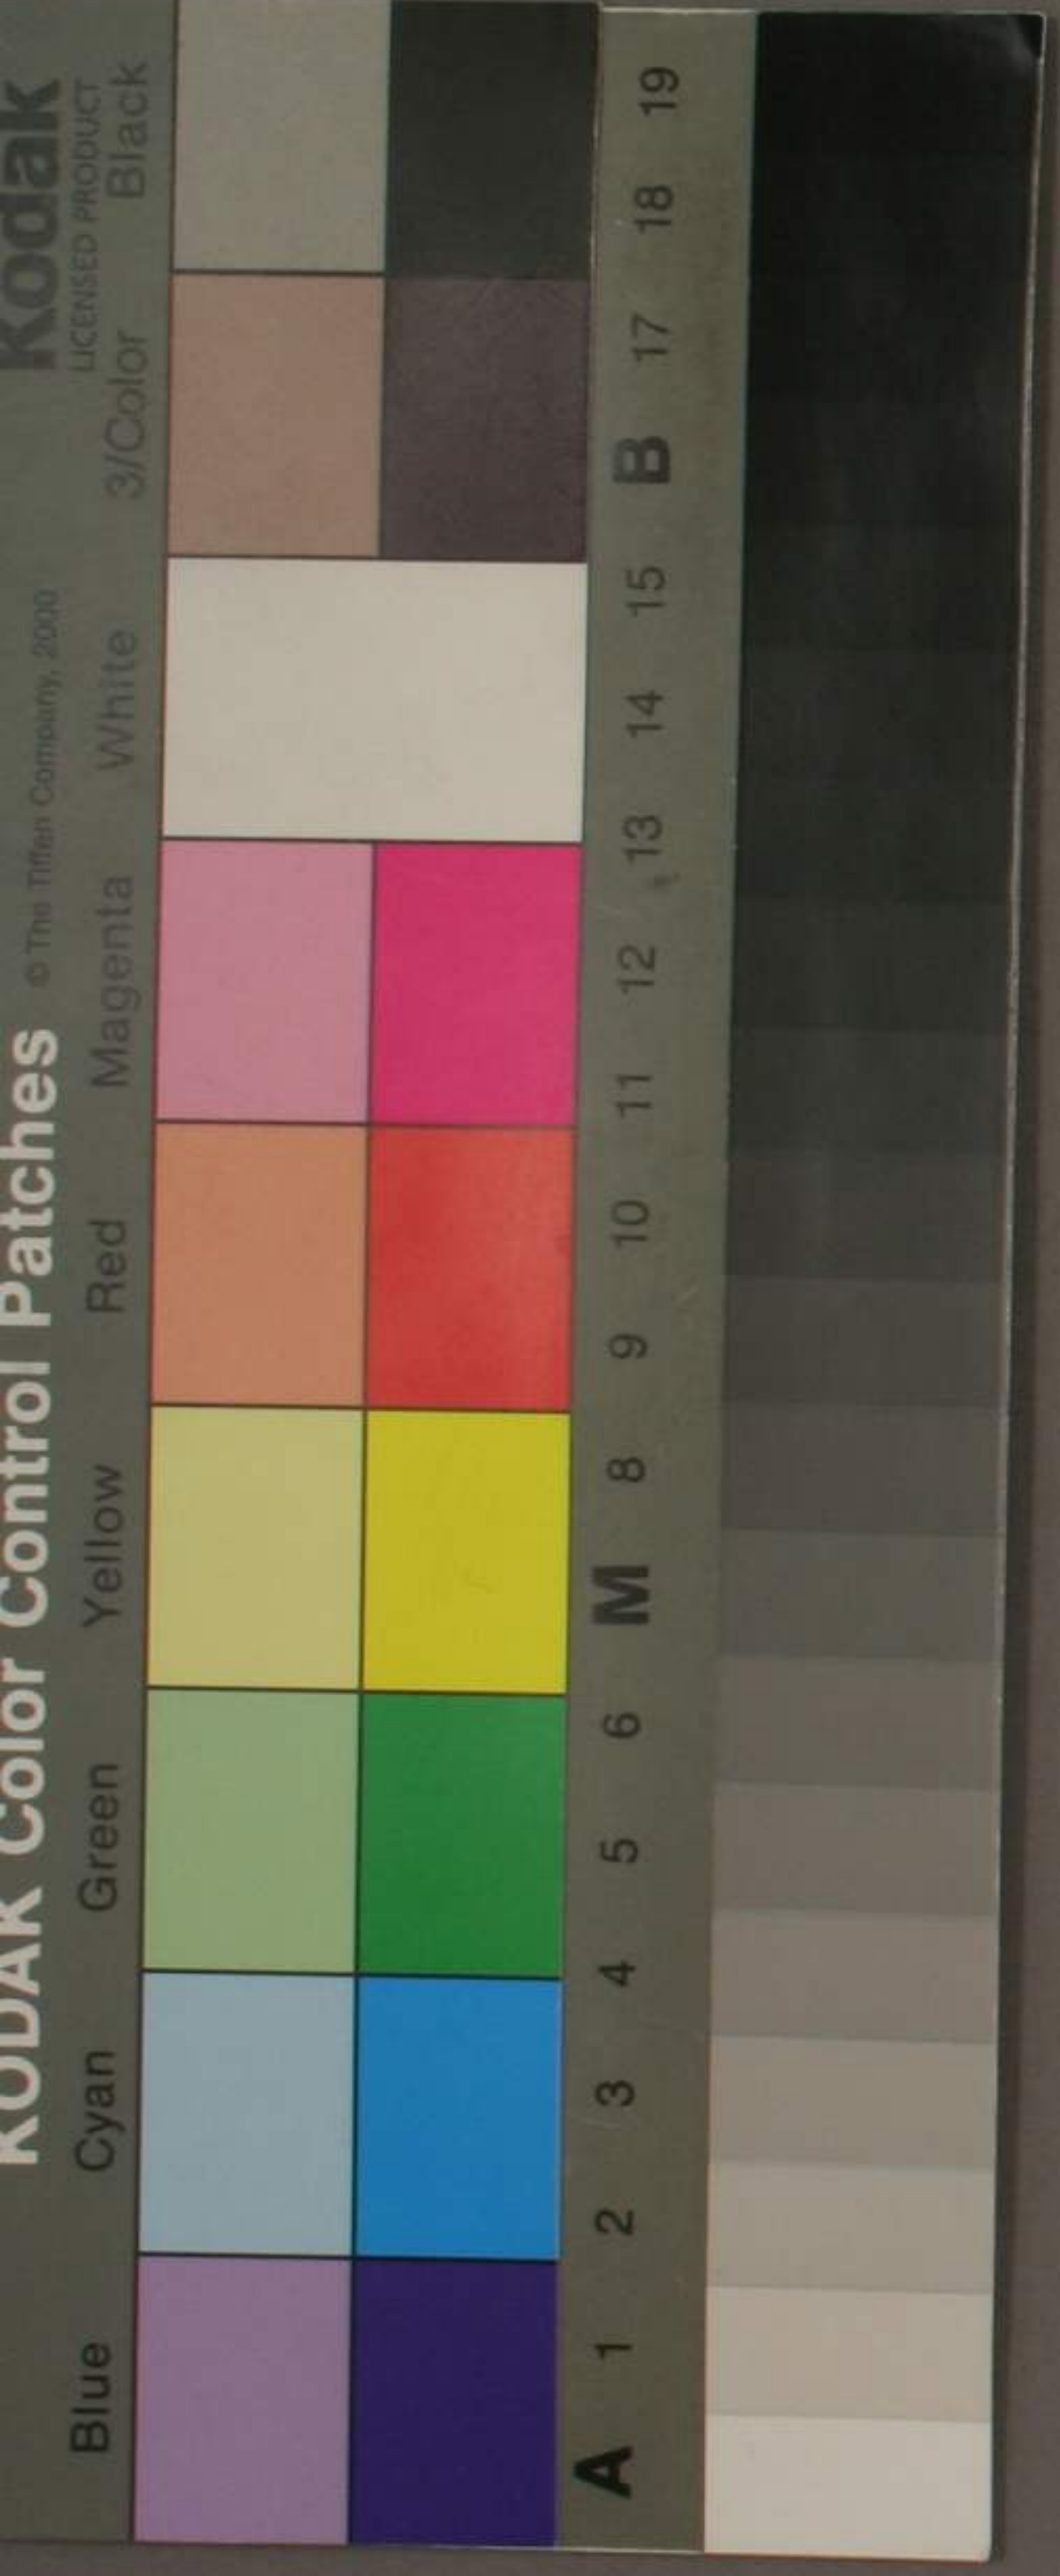 KODAK Color Control Patches © The Tiffen Company, 2000 Kodak
LICENSED PRODUCT
Blue Cyan Green Yellow Red Magenta White 3/Color Black
A 1 2 3 4 5 6 M 8 9 10 11 12 13 14 15 B 17 18 19